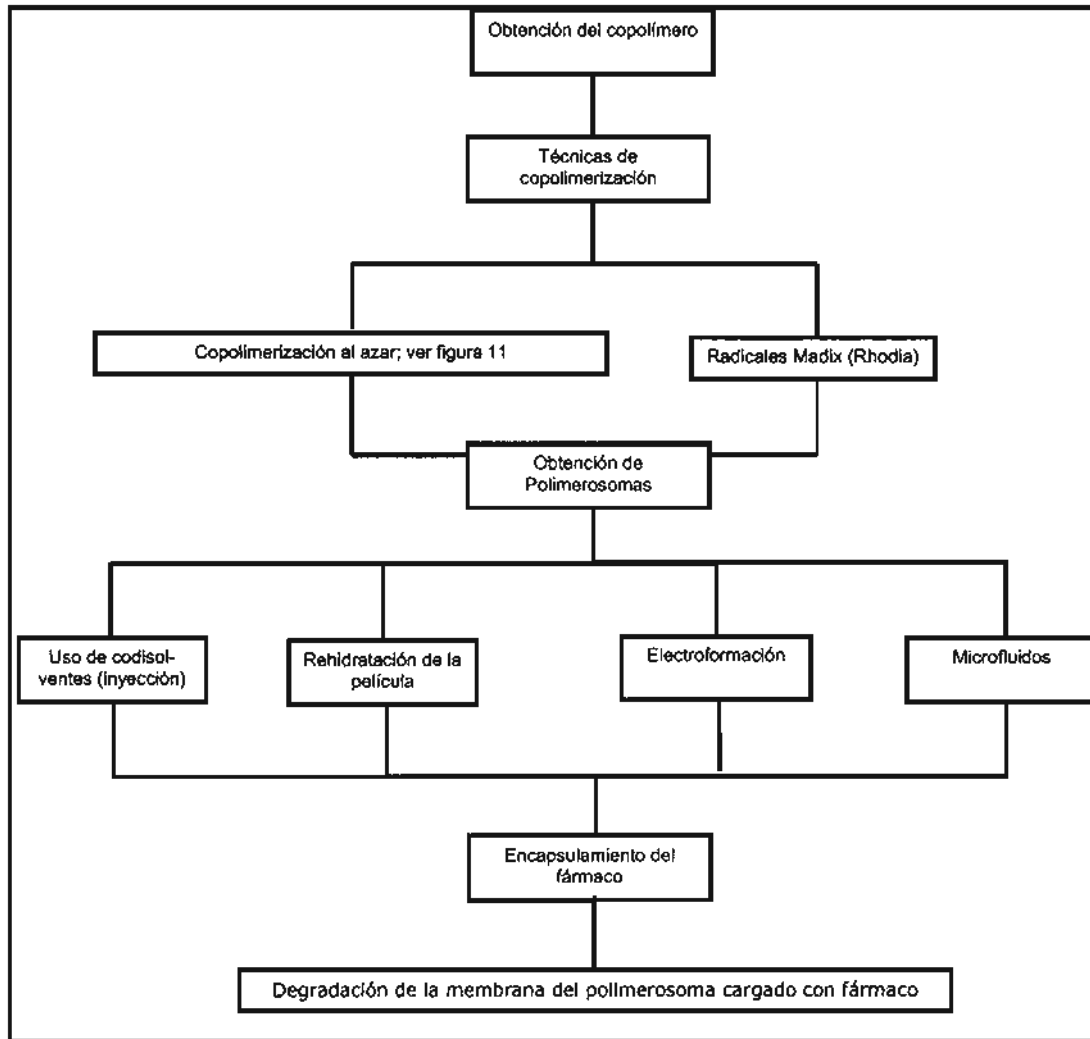 Obtención del copolímero
Técnicas de
copolimerización
Copolimerización al azar; ver figura 11
Radicales Madix (Rhodia)
Obtención de
Polimerosomas
Uso de codisol-
ventes (inyección)
Rehidratación de la
película
Electroformación
Microfluidos
Encapsulamiento del
fármaco
Degradación de la membrana del polimerosoma cargado con fármaco